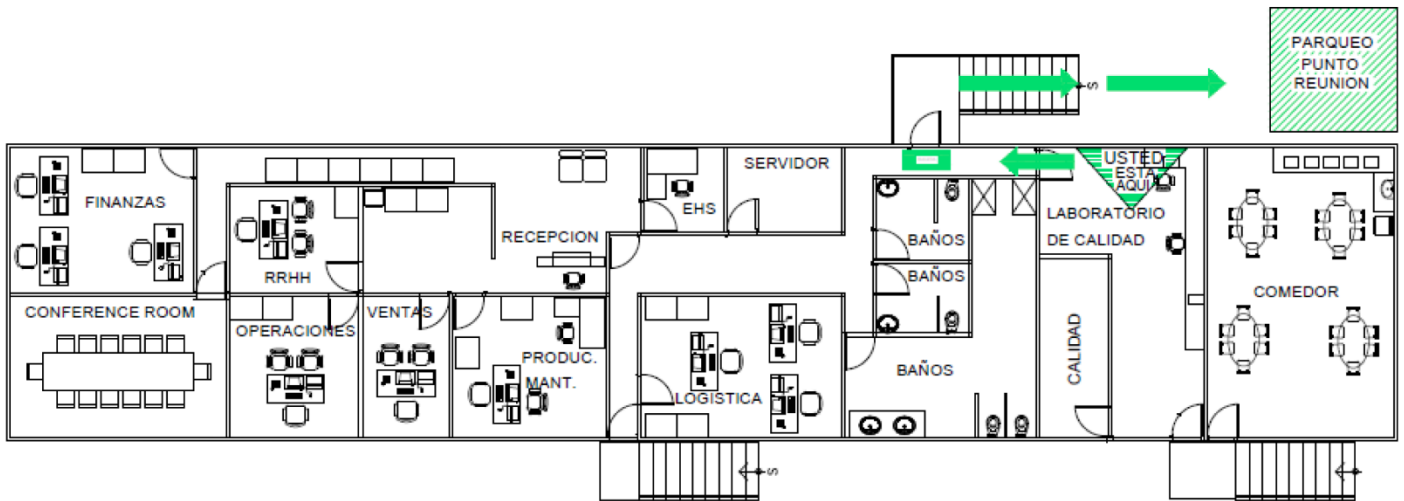 PARQUEO
PUNTO
REUNION
S
USTED
ESTA
AQUI
SERVIDOR
FINANZAS
EHS
LABORATORIO
DE CALIDAD
RECEPCION
BAÑOS
RRHH
BAÑOS
COMEDOR
CONFERENCE ROOM
OPERACIONES
VENTAS
PRODUC.
MANT.
CALIDAD
BAÑOS
LOGISTICA
S
S